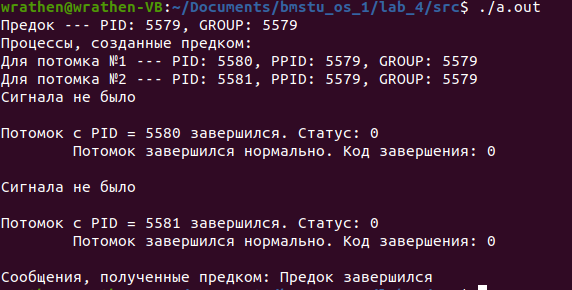 wrathen@wrathen-VB:~/Documents/bmstu_os_1/lab_4/src$ ./a.out
Предок --- PID: 5579, GROUP: 5579
Процессы, созданные предком:
Для потомка №1 --- PID: 5580, PPID: 5579, GROUP: 5579
Для потомка №2 --- PID: 5581, PPID: 5579, GROUP: 5579
Сигнала не было
Потомок с PID = 5580 завершился. Статус: 0
Потомок завершился нормально. Код завершения: 0
Сигнала не было
Потомок с PID = 5581 завершился. Статус: 0
Потомок завершился нормально. Код завершения: 0
Сообщения, полученные предком: Предок завершился